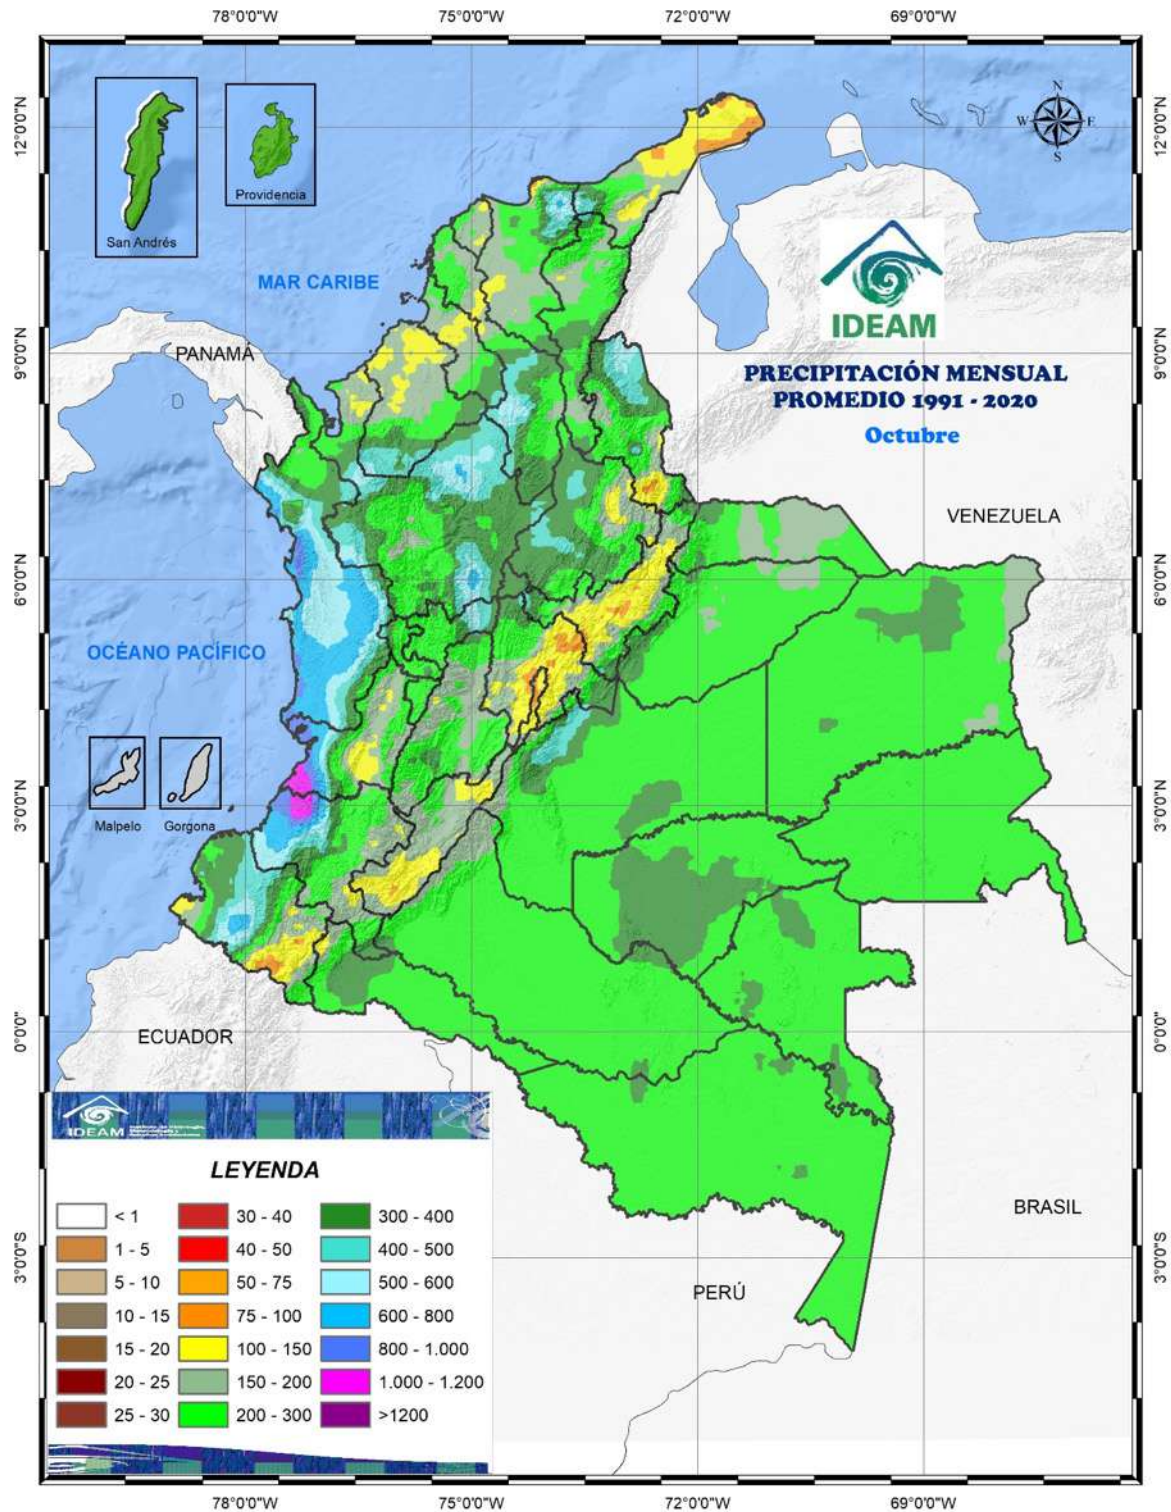 78°0'0"W
75°0'0"W
72°0'0"W
69°0'0"W
12°0'0"N
12°0'0"N
N
W
E
S
San Andrés
Providencia
MAR CARIBE
IDEAM
PANAMÁ
9°0'0"N
9°0'0"N
PRECIPITACIÓN MENSUAL
PROMEDIO 1991 - 2020
Octubre
VENEZUELA
6°0'0"N
6°0'0"N
OCÉANO PACÍFICO
3°0'0"N
3°0'0"N
Malpelo
Gorgona
0°0'0"
0°0'0"
ECUADOR
IDEAM
LEYENDA
< 1
30 - 40
300 - 400
1 - 5
40 - 50
400 - 500
5 - 10
50 - 75
500 - 600
10 - 15
75 - 100
600 - 800
15 - 20
100 - 150
800 - 1.000
20 - 25
150 - 200
1.000 - 1.200
25 - 30
200 - 300
>1200
BRASIL
PERÚ
3°0'0"S
3°0'0"S
78°0'0"W
75°0'0"W
72°0'0"W
69°0'0"W